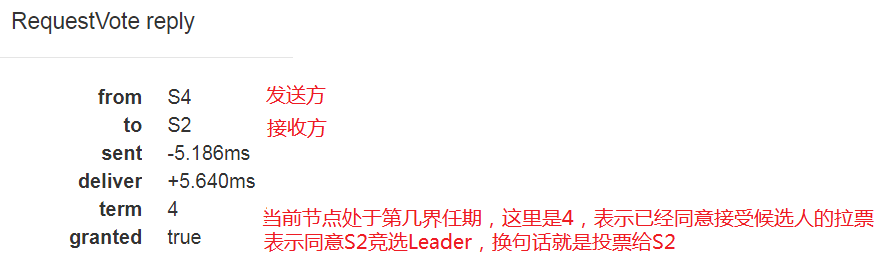 RequestVote reply
from S4 发送方
to S2 接收方
sent -5.186ms
deliver +5.640ms
term 4 当前节点处于第几界任期，这里是4，表示已经同意接受候选人的拉票
granted true 表示同意S2竞选Leader，换句话就是投票给S2